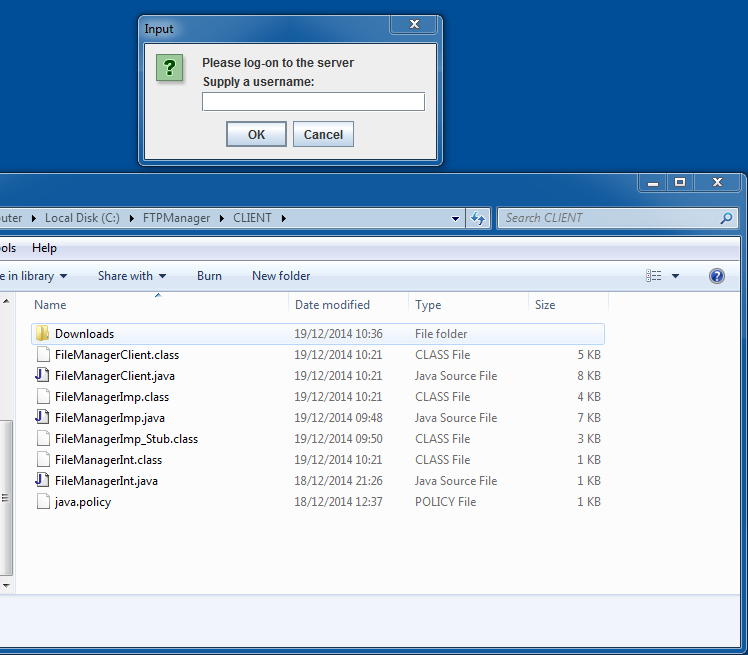 Input
Please log-on to the server
Supply a username:
OK Cancel
uter Local Disk (C:) FTPManager CLIENT Search CLIENT
ols Help
e in library Share with Burn New folder
Name Date modified Type Size
Downloads 19/12/2014 10:36 File folder
FileManagerClient.class 19/12/2014 10:21 CLASS File 5 KB
FileManagerClient.java 19/12/2014 10:21 Java Source File 8 KB
FileManagerImp.class 19/12/2014 10:21 CLASS File 4 KB
FileManagerImp.java 19/12/2014 09:48 Java Source File 7 KB
FileManagerImp_Stub.class 19/12/2014 09:50 CLASS File 3 KB
FileManagerInt.class 19/12/2014 10:21 CLASS File 1 KB
FileManagerInt.java 18/12/2014 21:26 Java Source File 1 KB
java.policy 18/12/2014 12:37 POLICY File 1 KB